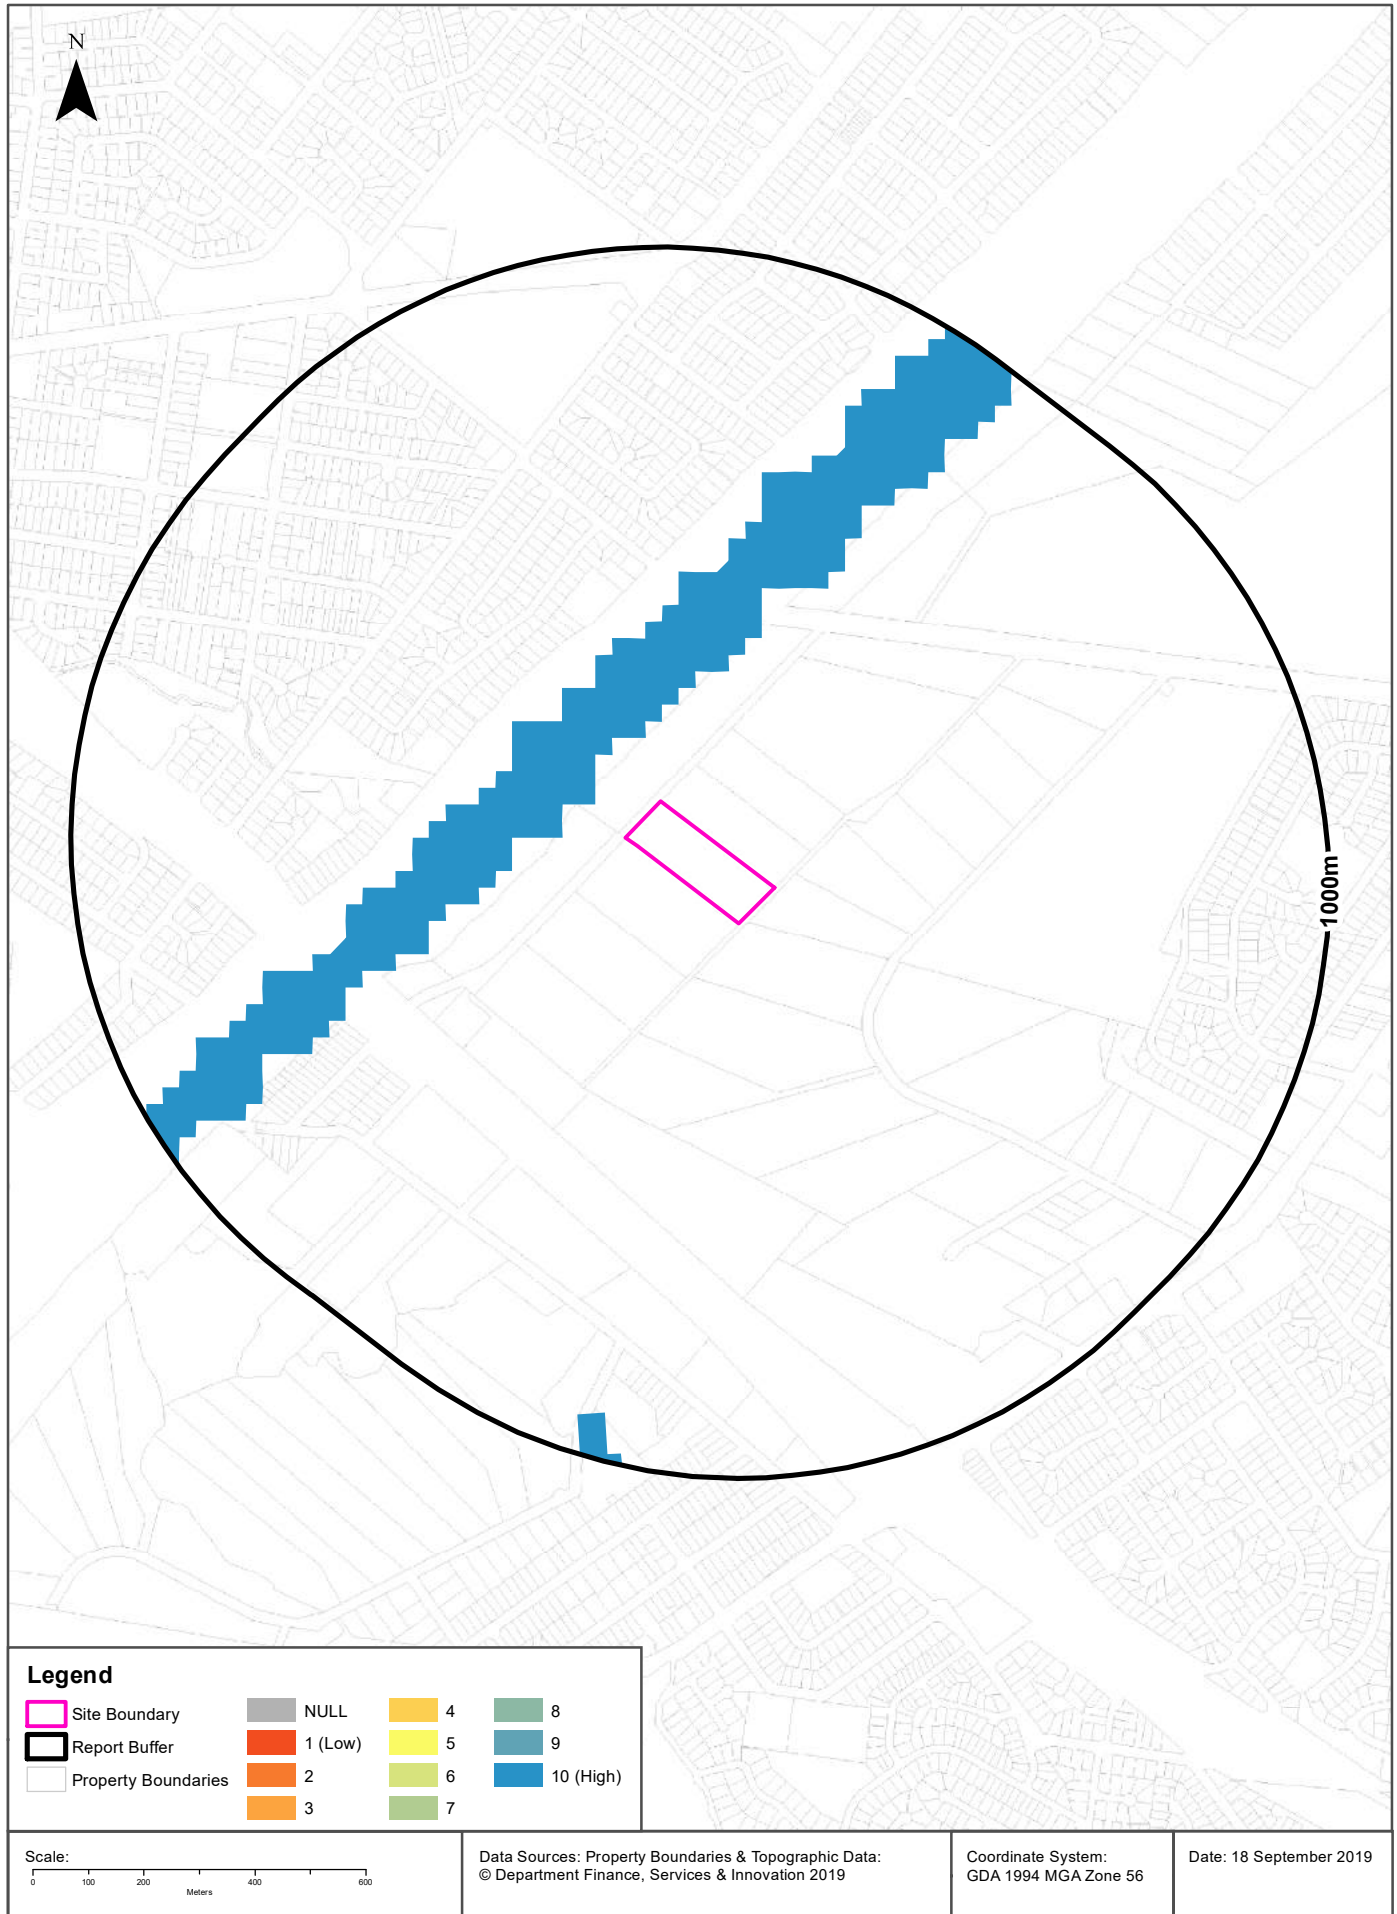 N
1000m
Legend
Site Boundary
Report Buffer
Property Boundaries
NULL
1 (Low)
2
3
4
5
6
7
8
9
10 (High)
Scale:
0 100 200 400 600
Meters
Data Sources: Property Boundaries & Topographic Data:
© Department Finance, Services & Innovation 2019
Coordinate System:
GDA 1994 MGA Zone 56
Date: 18 September 2019